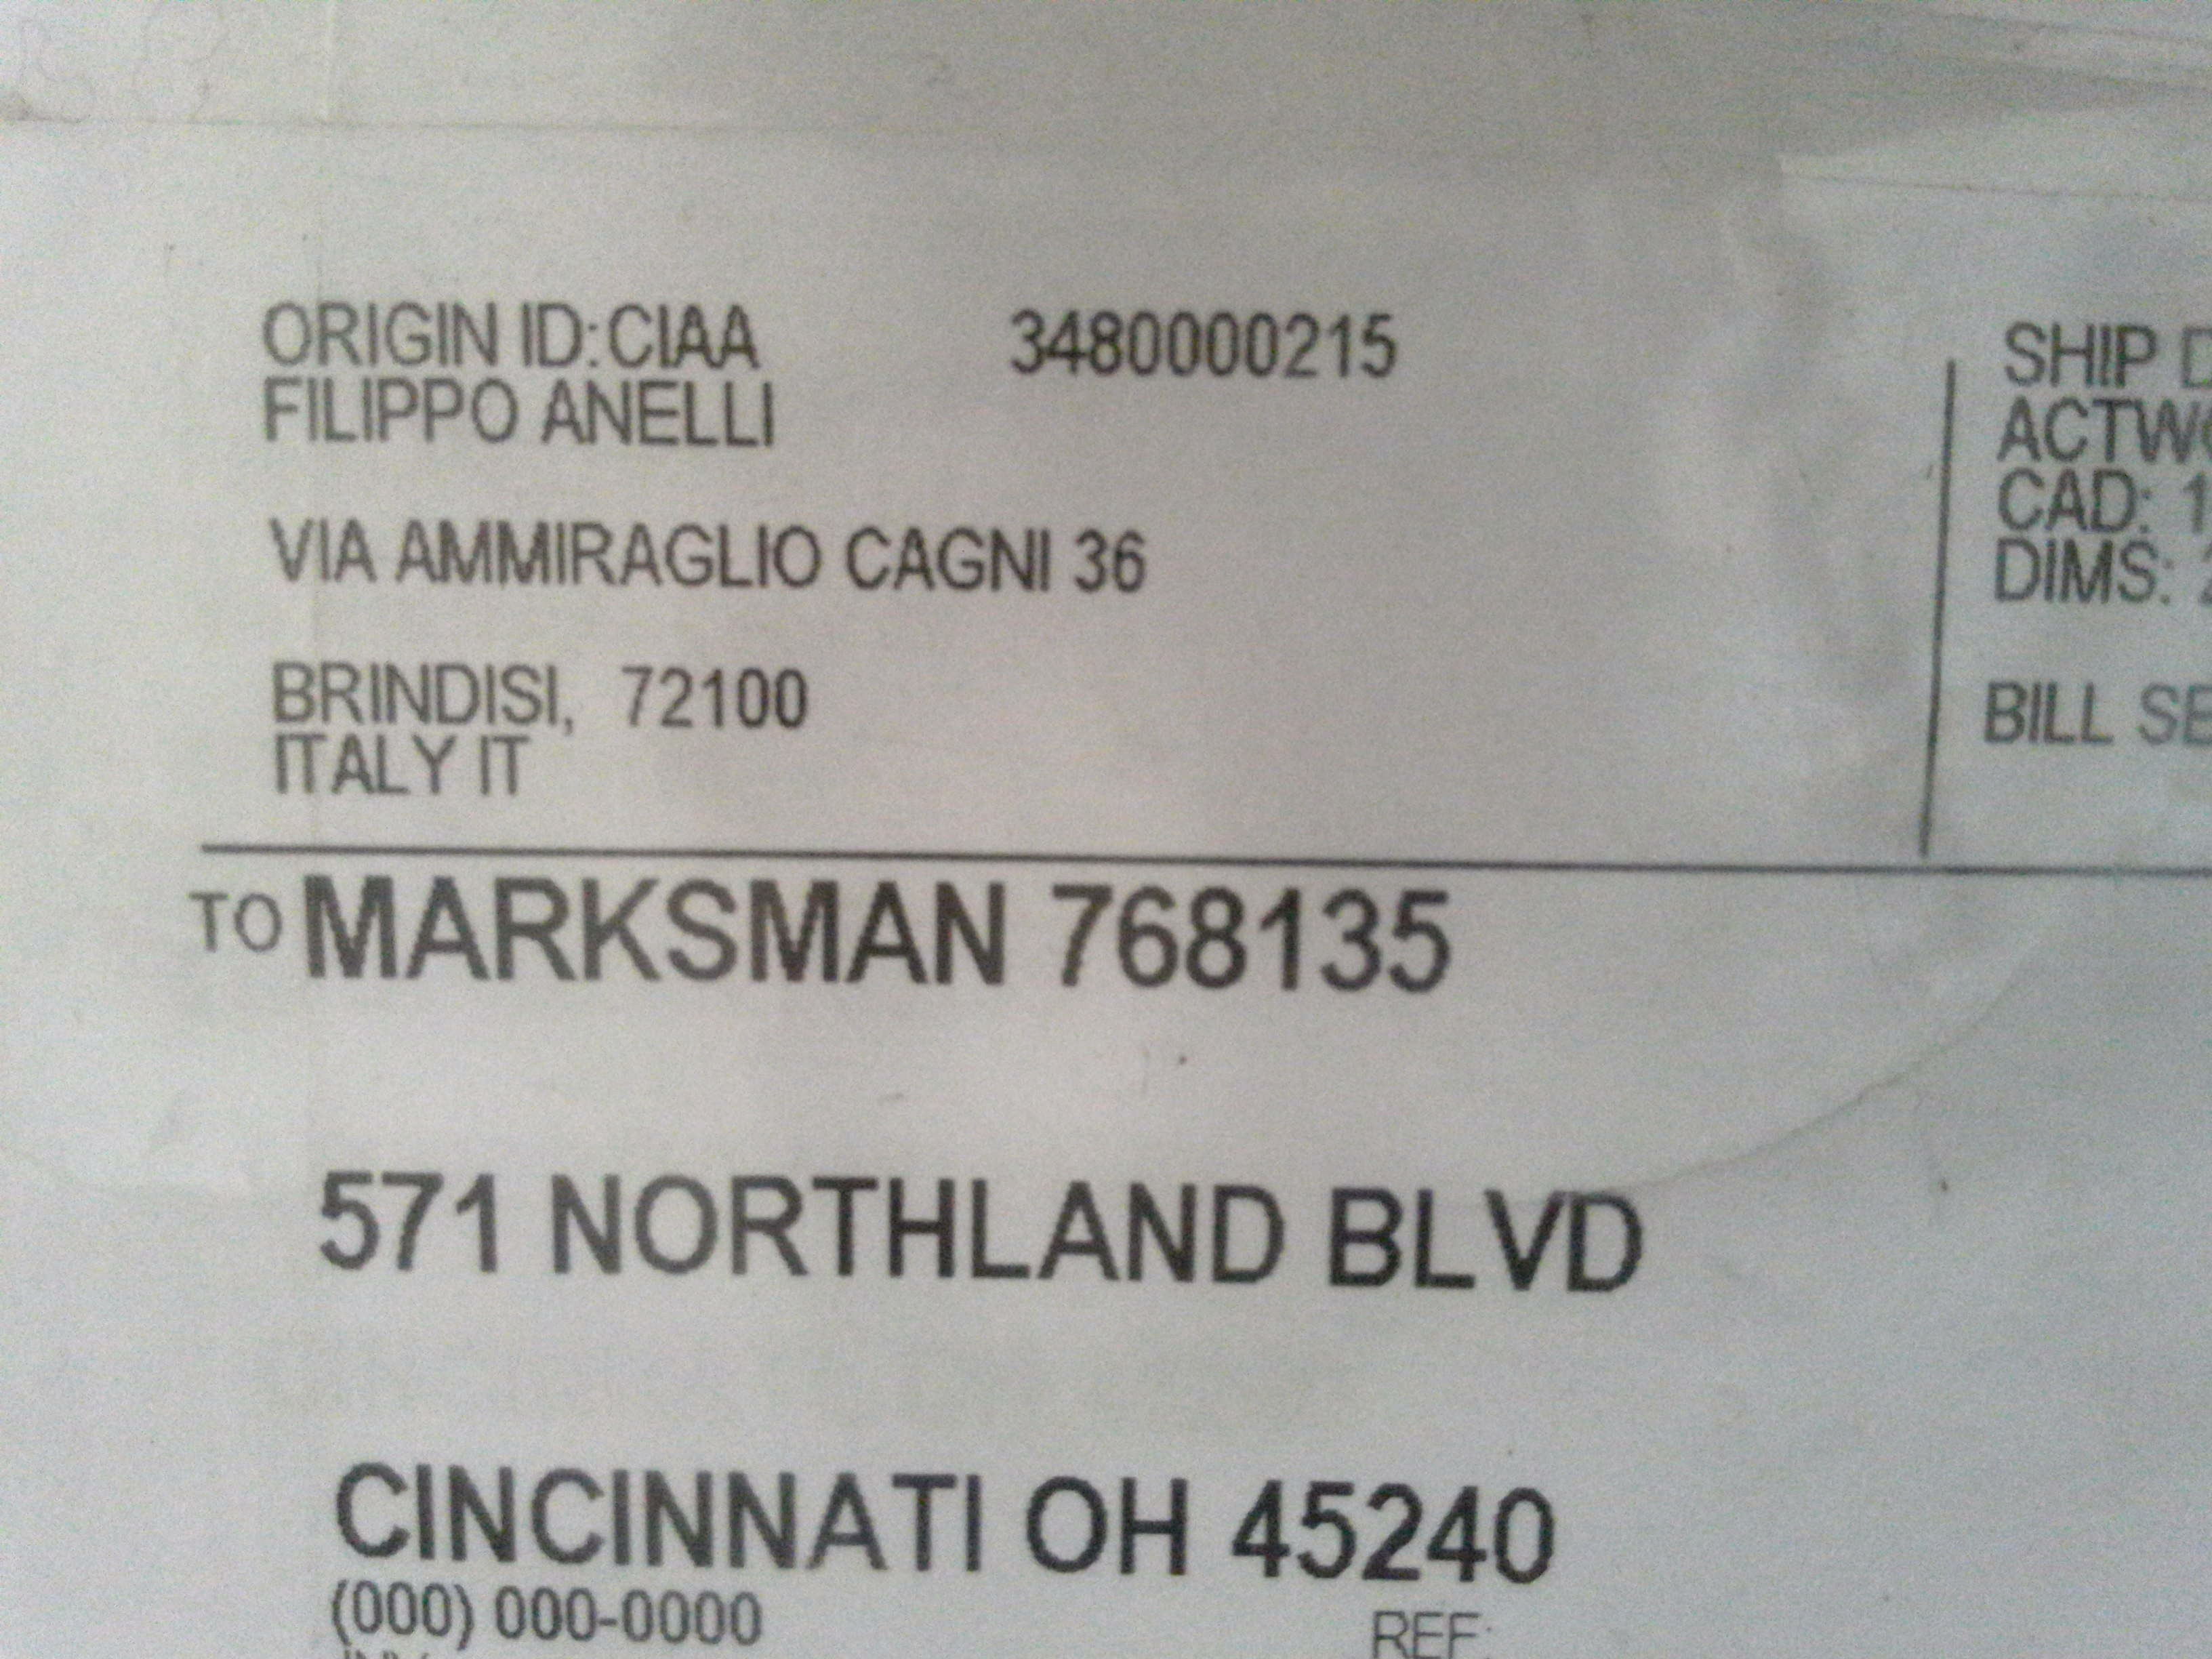 ORIGIN ID:CIAA 3480000215
FILIPPO ANELLI
VIA AMMIRAGLIO CAGNI 36
BRINDISI, 72100
ITALY IT
SHIP
CAD: 1
DIMS:
BILL
TO MARKSMAN 768135
571 NORTHLAND BLVD
CINCINNATI OH 45240
(000) 000-0000
REF: